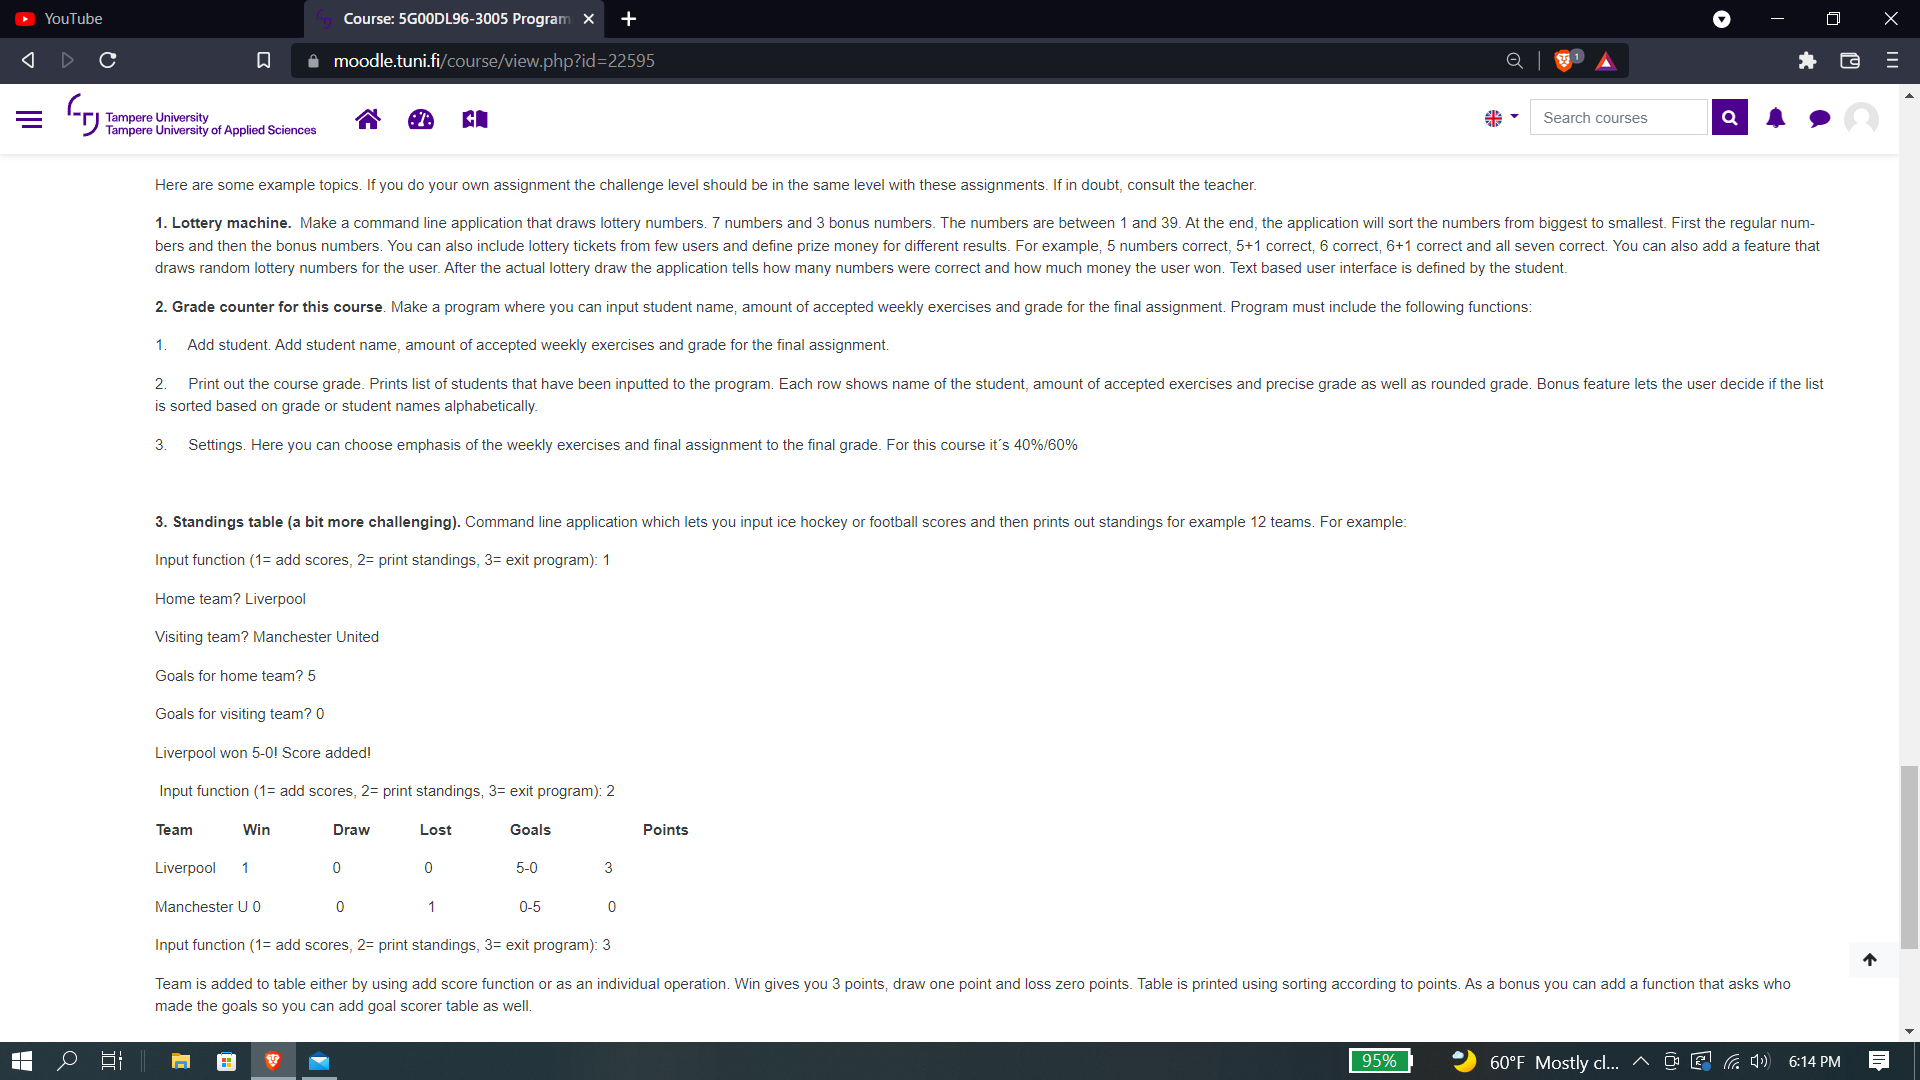 YouTube
Course: 5G00DL96-3005 Program
moodle.tuni.fi/course/view.php?id=22595
1
Tampere University
Tampere University of Applied Sciences
Search courses
Here are some example topics. If you do your own assignment the challenge level should be in the same level with these assignments. If in doubt, consult the teacher.
1. Lottery machine. Make a command line application that draws lottery numbers. 7 numbers and 3 bonus numbers. The numbers are between 1 and 39. At the end, the application will sort the numbers from biggest to smallest. First the regular num-
bers and then the bonus numbers. You can also include lottery tickets from few users and define prize money for different results. For example, 5 numbers correct, 5+1 correct, 6 correct, 6+1 correct and all seven correct. You can also add a feature that
draws random lottery numbers for the user. After the actual lottery draw the application tells how many numbers were correct and how much money the user won. Text based user interface is defined by the student.
2. Grade counter for this course. Make a program where you can input student name, amount of accepted weekly exercises and grade for the final assignment. Program must include the following functions:
1. Add student. Add student name, amount of accepted weekly exercises and grade for the final assignment.
2. Print out the course grade. Prints list of students that have been inputted to the program. Each row shows name of the student, amount of accepted exercises and precise grade as well as rounded grade. Bonus feature lets the user decide if the list
is sorted based on grade or student names alphabetically.
3. Settings. Here you can choose emphasis of the weekly exercises and final assignment to the final grade. For this course it´s 40%/60%
3. Standings table (a bit more challenging). Command line application which lets you input ice hockey or football scores and then prints out standings for example 12 teams. For example:
Input function (1= add scores, 2= print standings, 3= exit program): 1
Home team? Liverpool
Visiting team? Manchester United
Goals for home team? 5
Goals for visiting team? 0
Liverpool won 5-0! Score added!
Input function (1= add scores, 2= print standings, 3= exit program): 2
Team Win Draw Lost Goals Points
Liverpool 1 0 0 5-0 3
Manchester U 0 0 1 0-5 0
Input function (1= add scores, 2= print standings, 3= exit program): 3
Team is added to table either by using add score function or as an individual operation. Win gives you 3 points, draw one point and loss zero points. Table is printed using sorting according to points. As a bonus you can add a function that asks who
made the goals so you can add goal scorer table as well.
95% 60°F Mostly cl... 6:14 PM